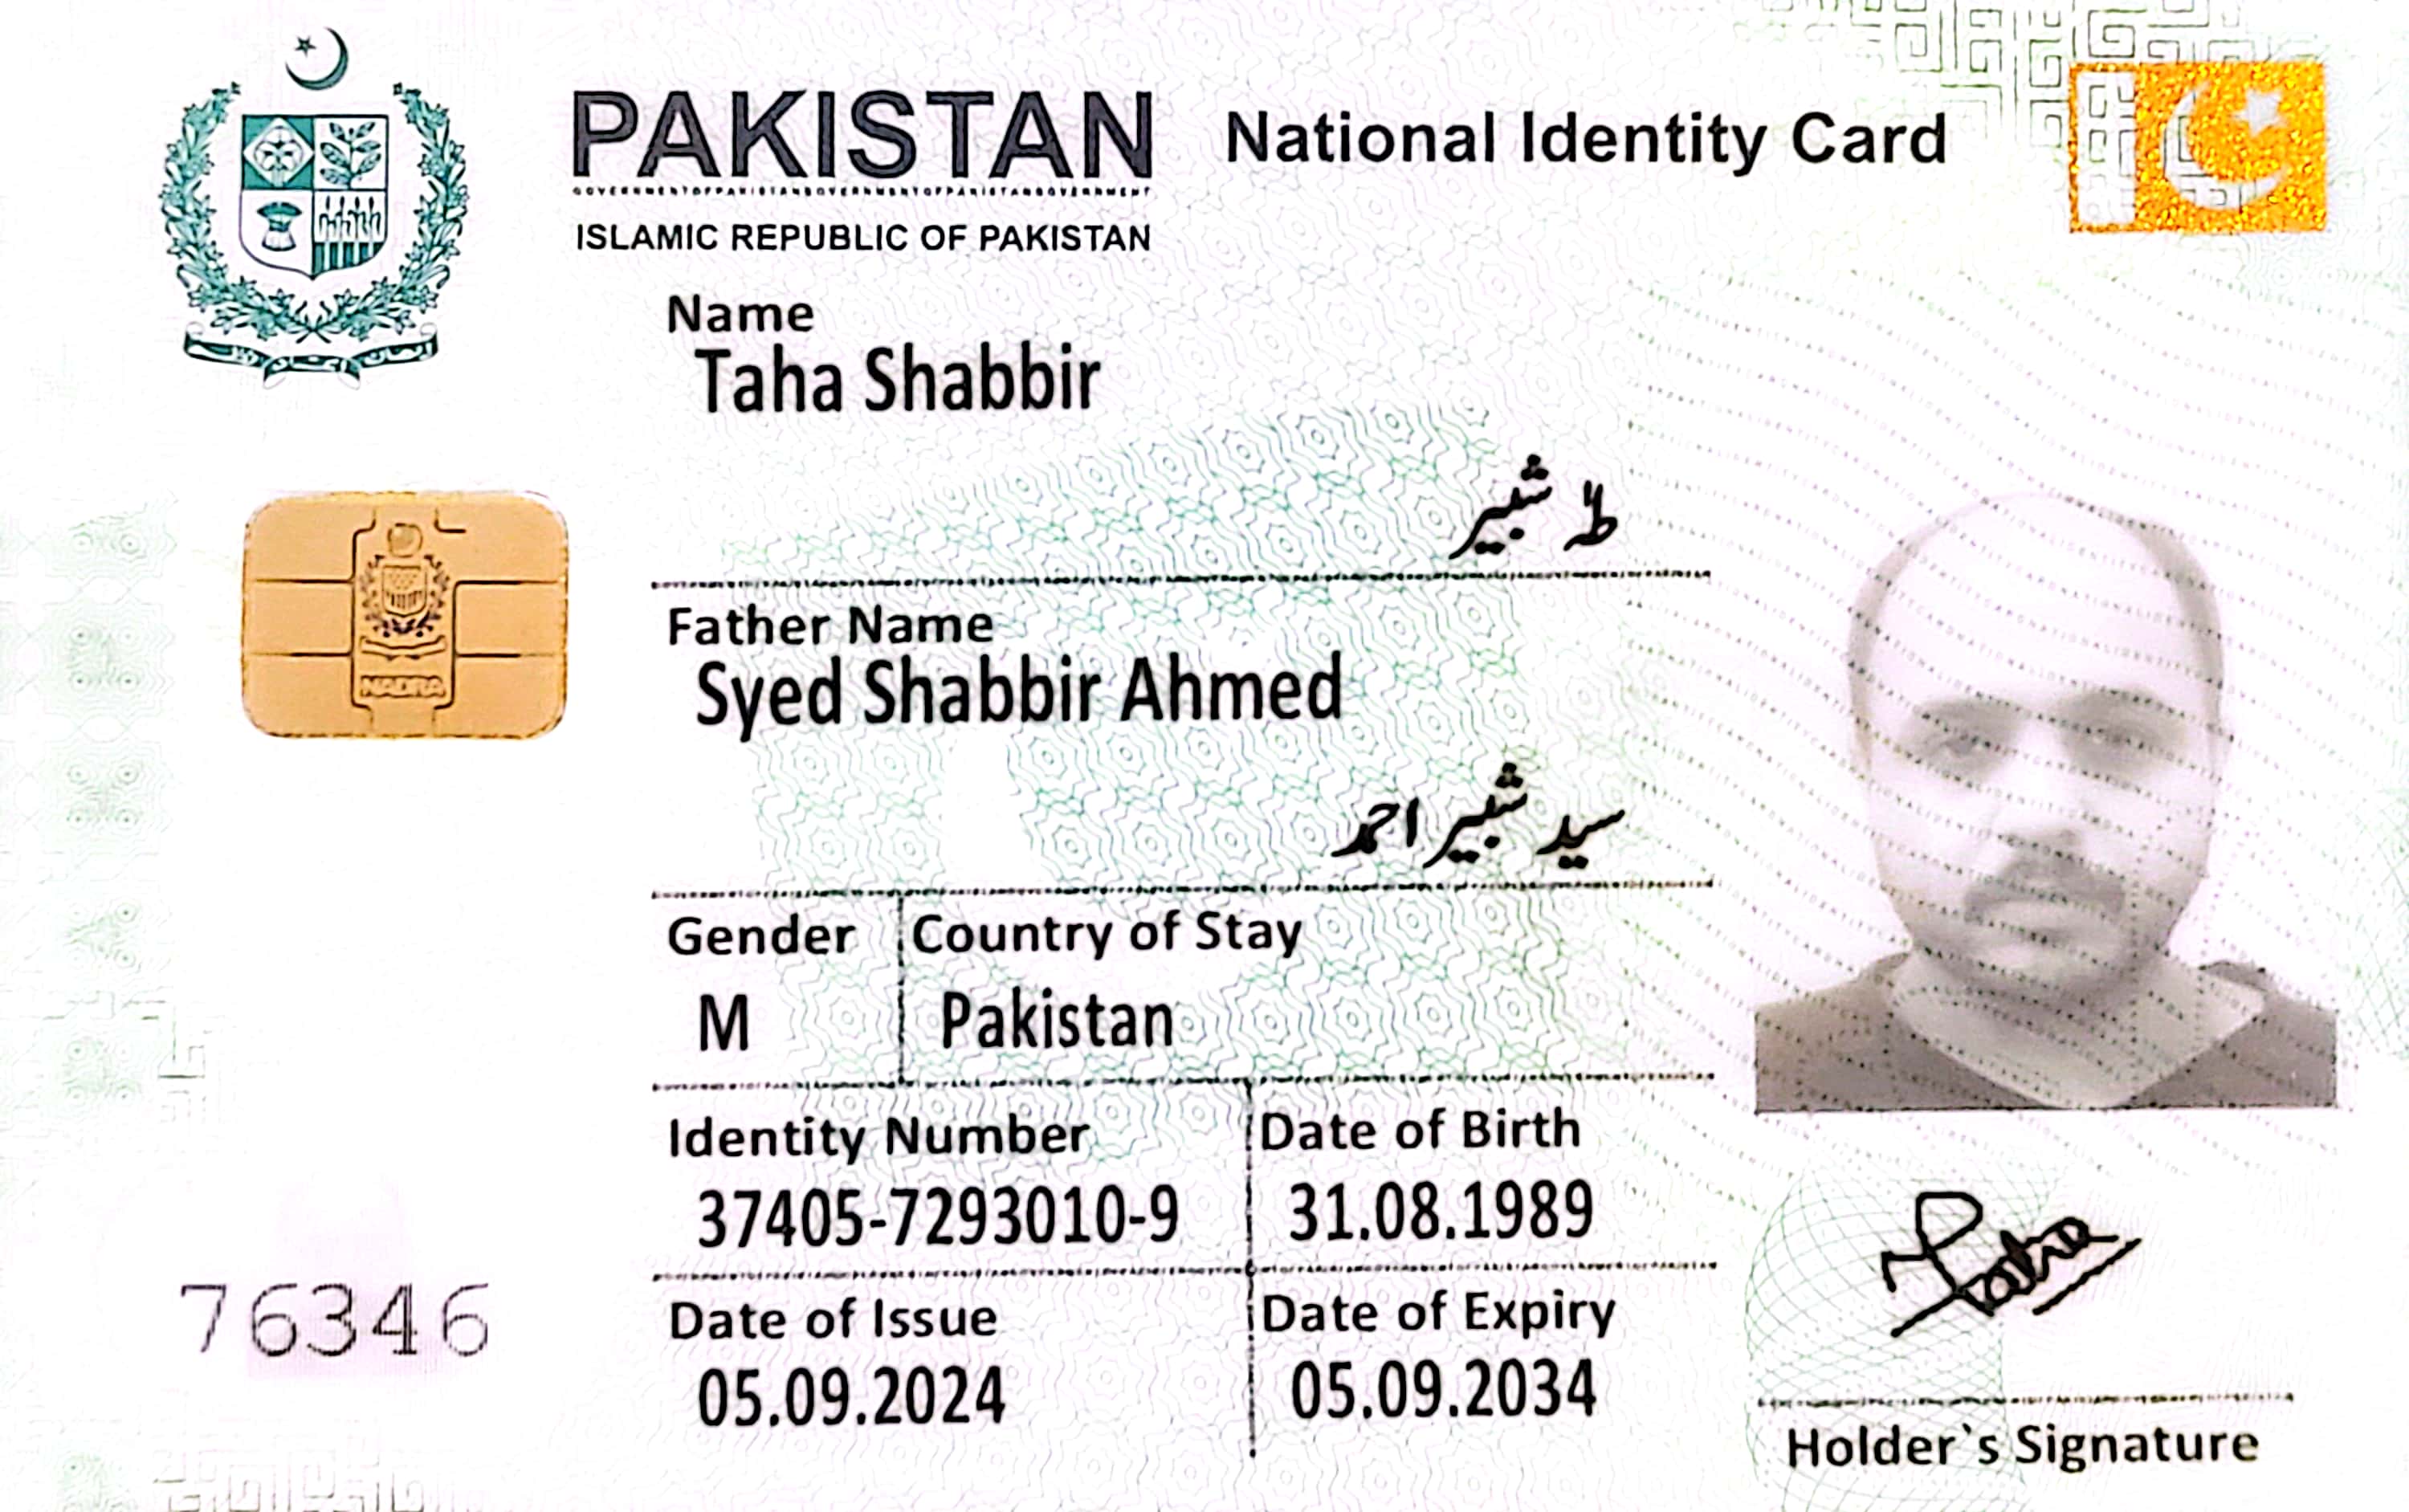 PAKISTAN National Identity Card
ISLAMIC REPUBLIC OF PAKISTAN
Name
Taha Shabbir
طہٰ شبیر
Father Name
Syed Shabbir Ahmed
سید شبیر احمد
Gender Country of Stay
M Pakistan
Identity Number Date of Birth
37405-7293010-9 31.08.1989
Date of Issue Date of Expiry
05.09.2024 05.09.2034
76346
NADRA
Holder`s Signature